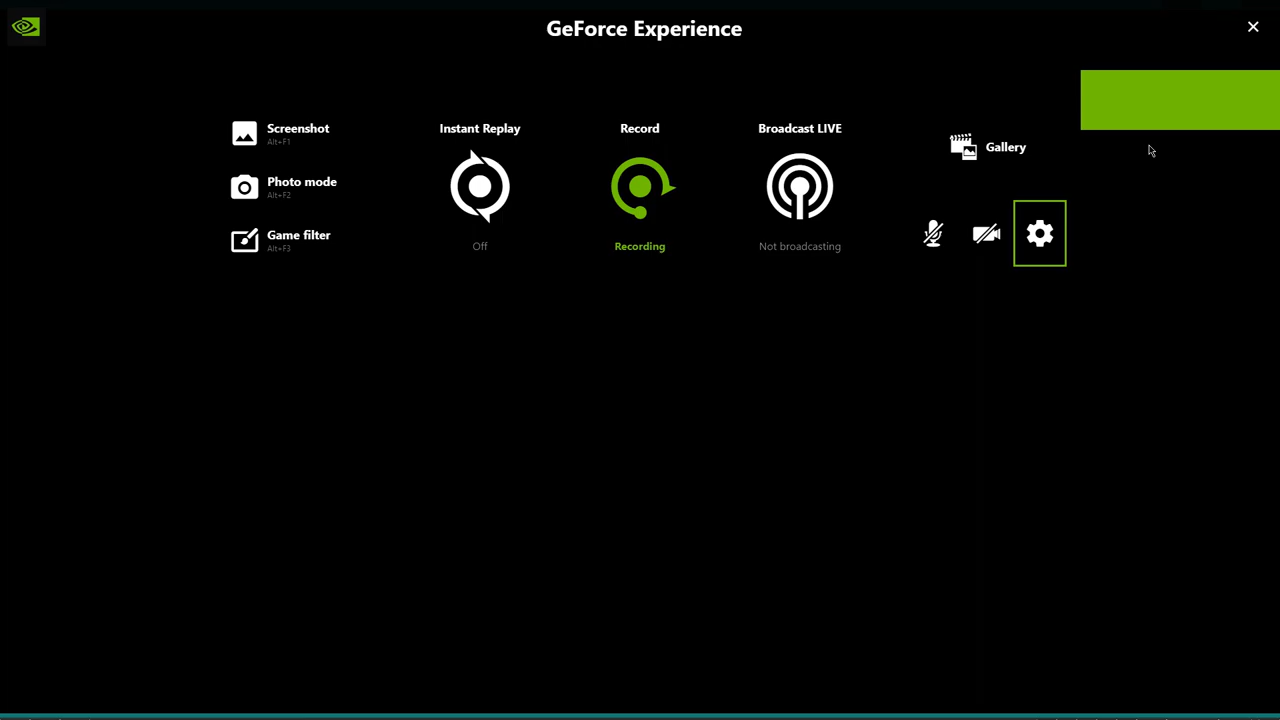 GeForce Experience
Screenshot
Alt+F1
Photo mode
Alt+F2
Game filter
Alt+F3
Instant Replay
Off
Record
Recording
Broadcast LIVE
Not broadcasting
Gallery